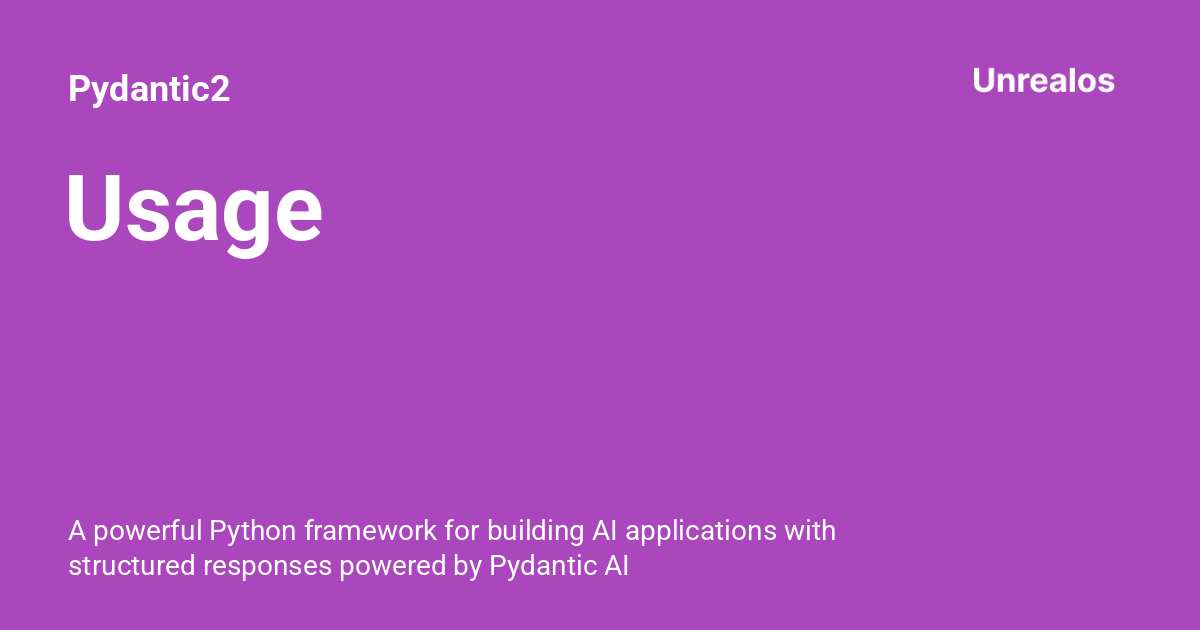 Pydantic2
Unrealos
Usage
A powerful Python framework for building AI applications with
structured responses powered by Pydantic AI